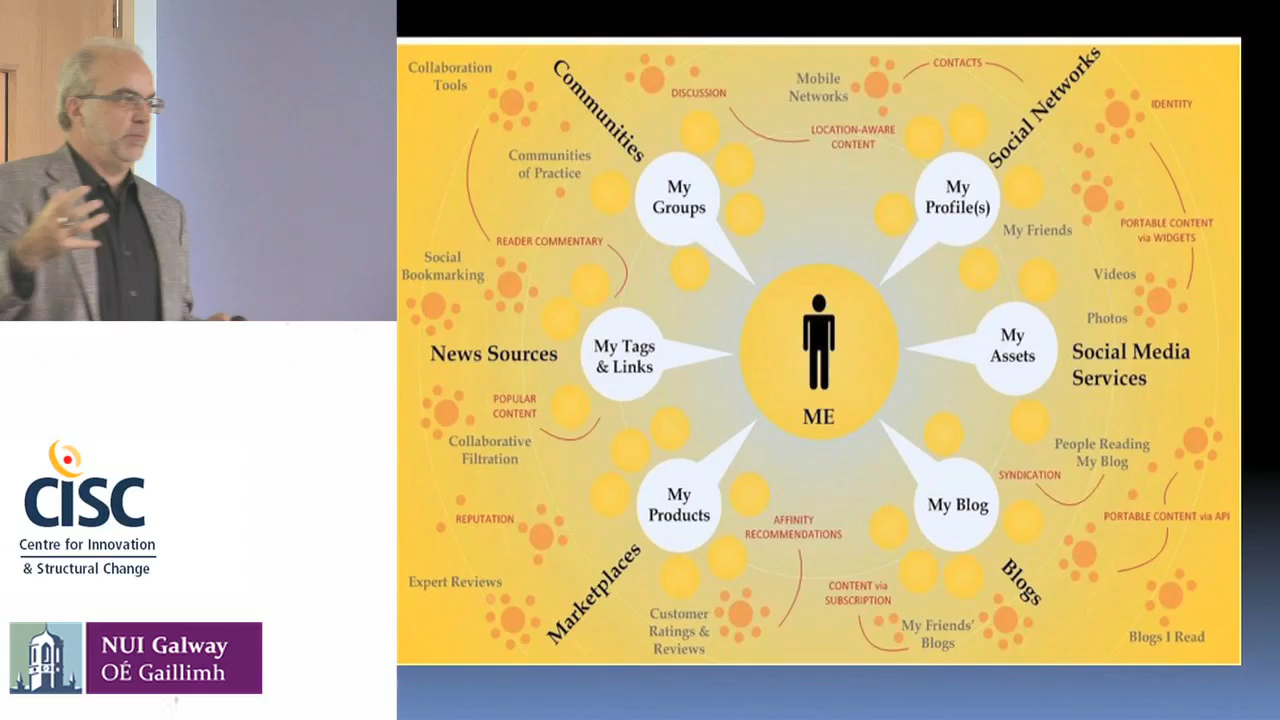 Collaboration
Tools
Communities
DISCUSSION
Mobile
Networks
CONTACTS
Social Networks
IDENTITY
LOCATION-AWARE
CONTENT
Communities
of Practice
My
Groups
My
Profile(s)
My Friends
PORTABLE CONTENT
via WIDGETS
READER COMMENTARY
Social
Bookmarking
Videos
Photos
News Sources
My Tags
& Links
ME
My
Assets
Social Media
Services
POPULAR
CONTENT
Collaborative
Filtration
People Reading
My Blog
SYNDICATION
My
Products
My Blog
REPUTATION
AFFINITY
RECOMMENDATIONS
PORTABLE CONTENT via API
Expert Reviews
Marketplaces
Customer
Ratings &
Reviews
CONTENT via
SUBSCRIPTION
My Friends'
Blogs
Blogs
Blogs I Read
CISC
Centre for Innovation
& Structural Change
NUI Galway
OÉ Gaillimh